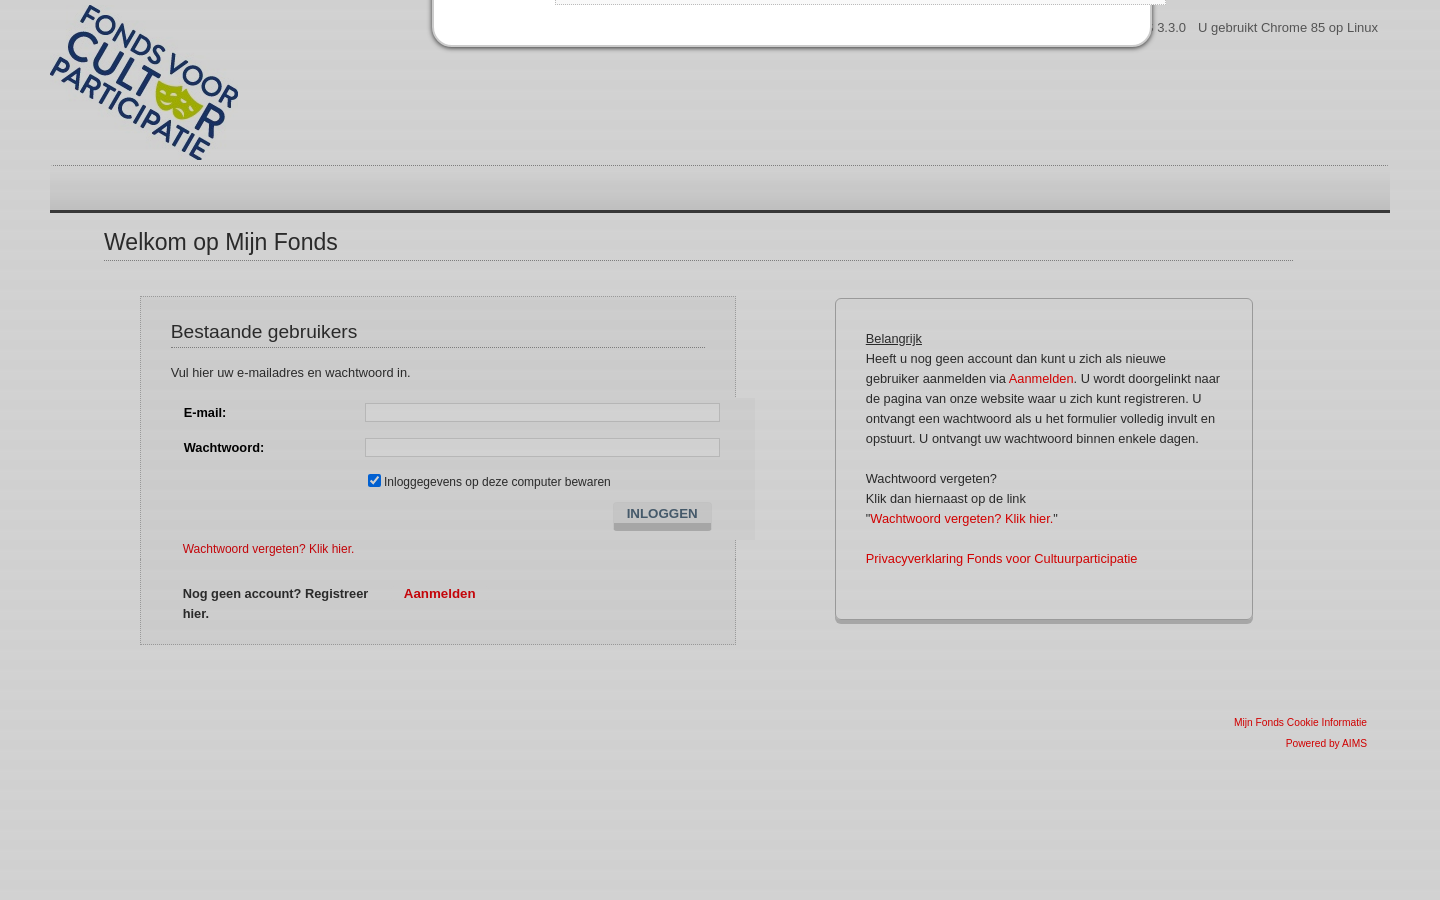 3.3.0 U gebruikt Chrome 85 op Linux
FONDS VOOR
CULTUUR
PARTICIPATIE
Welkom op Mijn Fonds
Bestaande gebruikers
Vul hier uw e-mailadres en wachtwoord in.
E-mail:
Wachtwoord:
Inloggegevens op deze computer bewaren
INLOGGEN
Wachtwoord vergeten? Klik hier.
Nog geen account? Registreer hier.
Aanmelden
Belangrijk
Heeft u nog geen account dan kunt u zich als nieuwe
gebruiker aanmelden via Aanmelden. U wordt doorgelinkt naar
de pagina van onze website waar u zich kunt registreren. U
ontvangt een wachtwoord als u het formulier volledig invult en
opstuurt. U ontvangt uw wachtwoord binnen enkele dagen.
Wachtwoord vergeten?
Klik dan hiernaast op de link
"Wachtwoord vergeten? Klik hier."
Privacyverklaring Fonds voor Cultuurparticipatie
Mijn Fonds Cookie Informatie
Powered by AIMS